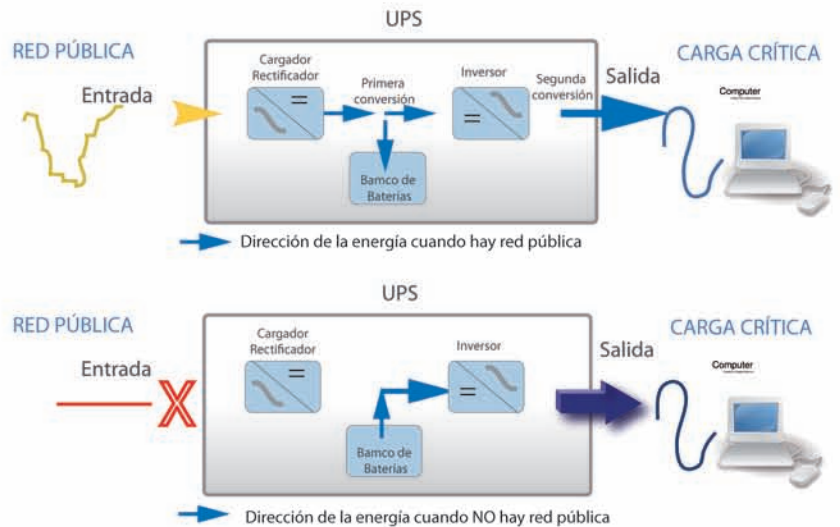 UPS
RED PÚBLICA
CARGA CRÍTICA
Entrada
Cargador
Rectificador
Primera
conversión
Inversor
Segunda
conversión
Salida
Computer
Bamco de
Baterías
Dirección de la energía cuando hay red pública
UPS
RED PÚBLICA
CARGA CRÍTICA
Entrada
Cargador
Rectificador
Inversor
Salida
Computer
Bamco de
Baterías
Dirección de la energía cuando NO hay red pública